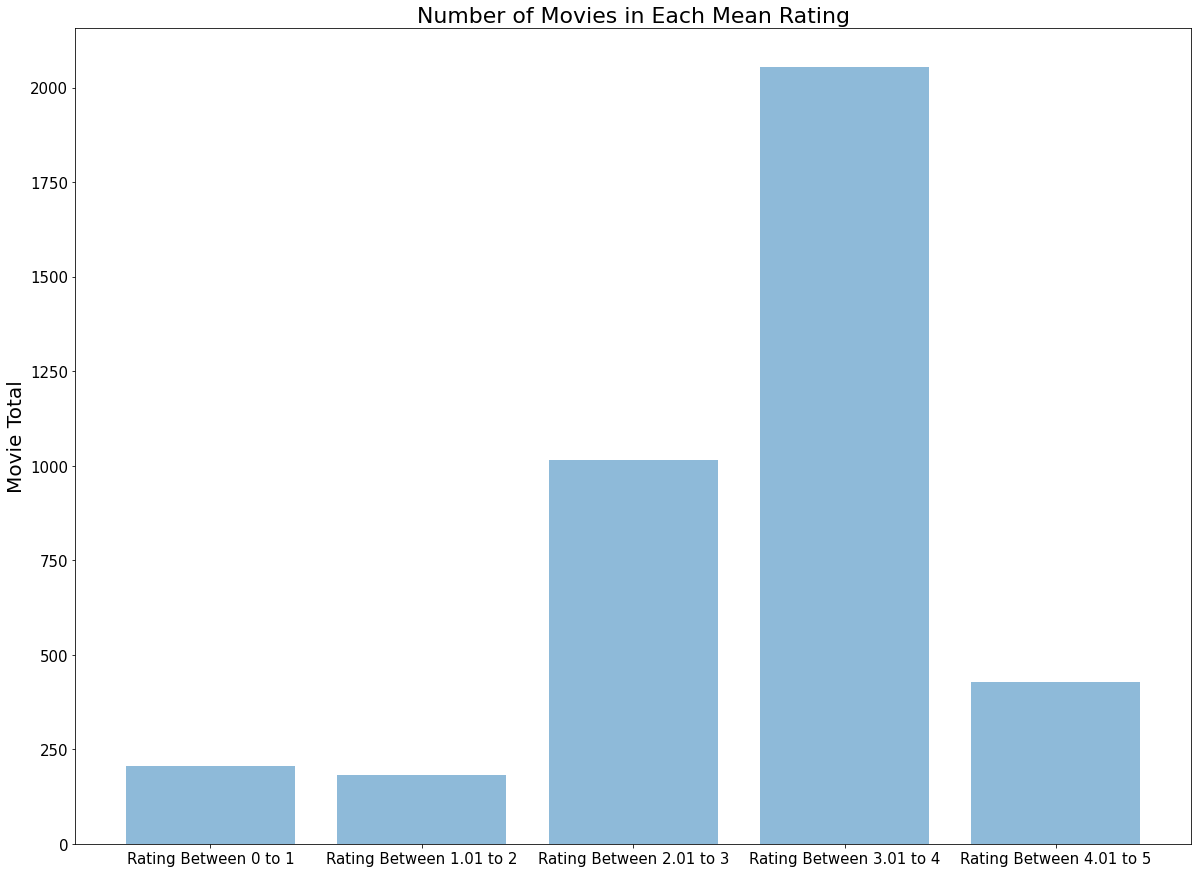 Number of Movies in Each Mean Rating
Movie Total
2000
1750
1500
1250
1000
750
500
250
0
Rating Between 0 to 1
Rating Between 1.01 to 2
Rating Between 2.01 to 3
Rating Between 3.01 to 4
Rating Between 4.01 to 5